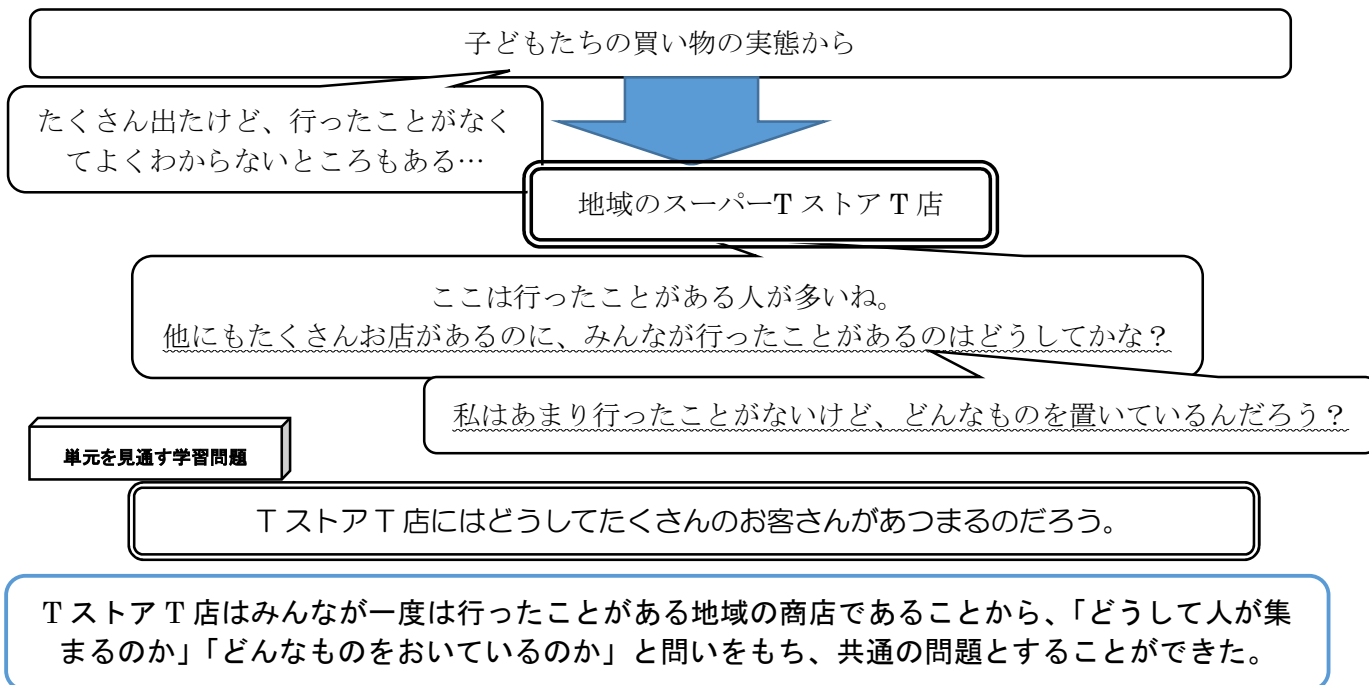 子どもたちの買い物の実態から
たくさん出たけど、行ったことがなく
てよくわからないところもある…
地域のスーパーT ストア T 店
ここは行ったことがある人が多いね。
他にもたくさんお店があるのに、みんなが行ったことがあるのはどうしてかな？
私はあまり行ったことがないけど、どんなものを置いているんだろう？
単元を見通す学習問題
T ストア T 店にはどうしてたくさんのお客さんがあつまるのだろう。
T ストア T 店はみんなが一度は行ったことがある地域の商店であることから、「どうして人が集
まるのか」「どんなものをおいているのか」と問いをもち、共通の問題とすることができた。